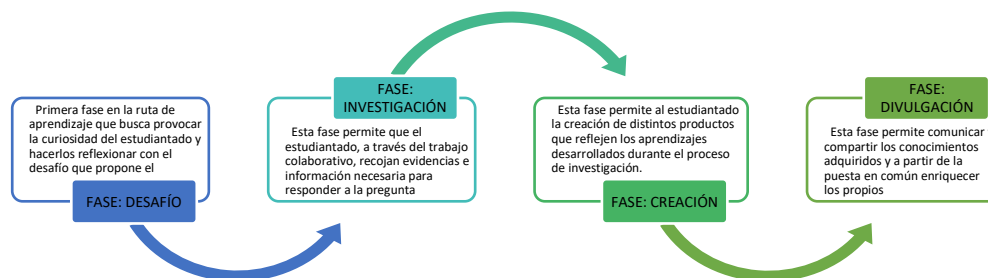 Primera fase en la ruta de
aprendizaje que busca provocar
la curiosidad del estudiantado y
hacerlos reflexionar con el
desafío que propone el
FASE: DESAFÍO
FASE:
INVESTIGACIÓN
Esta fase permite que el
estudiantado, a través del trabajo
colaborativo, recojan evidencias e
información necesaria para
responder a la pregunta
Esta fase permite al estudiantado
la creación de distintos productos
que reflejen los aprendizajes
desarrollados durante el proceso
de investigación.
FASE: CREACIÓN
FASE:
DIVULGACIÓN
Esta fase permite comunicar
compartir los conocimientos
adquiridos y a partir de la
puesta en común enriquecer
los propios